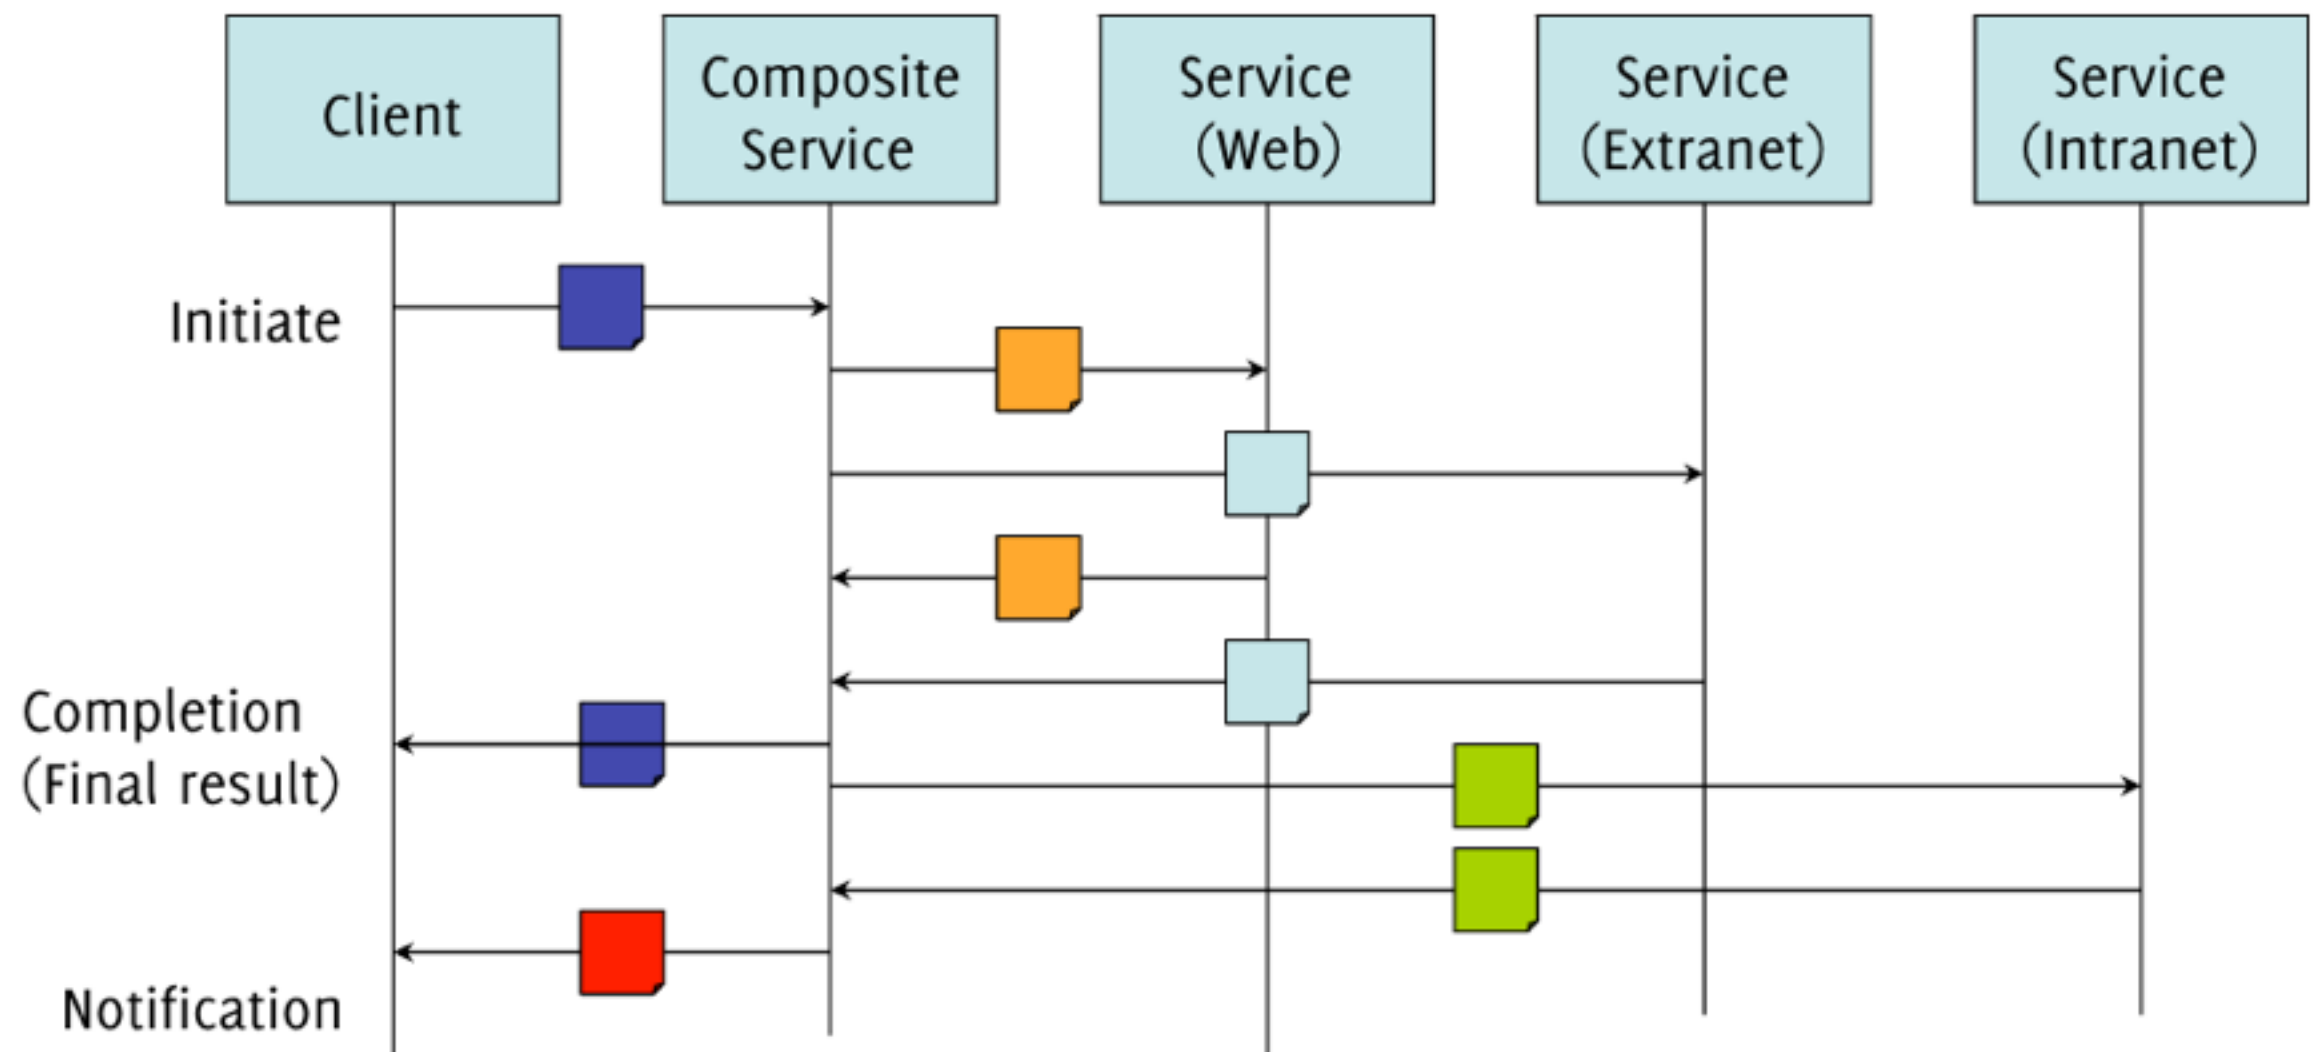 Client
Composite
Service
Service
(Web)
Service
(Extranet)
Service
(Intranet)
Initiate
Completion
(Final result)
Notification